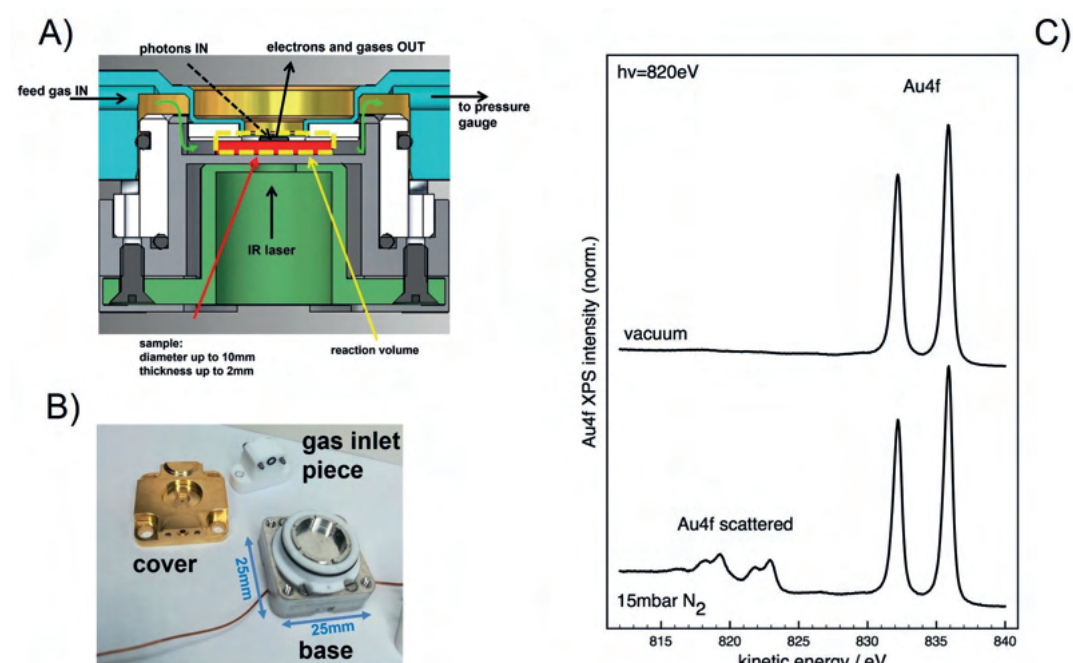 A)
photons IN
electrons and gases OUT
feed gas IN
to pressure
gauge
IR laser
sample:
diameter up to 10mm
thickness up to 2mm
reaction volume
B)
gas inlet
piece
cover
25mm
25mm
base
C)
hv=820eV
Au4f
Au4f XPS intensity (norm.)
vacuum
Au4f scattered
15mbar N2
815 820 825 830 835 840
kinetic energy / eV